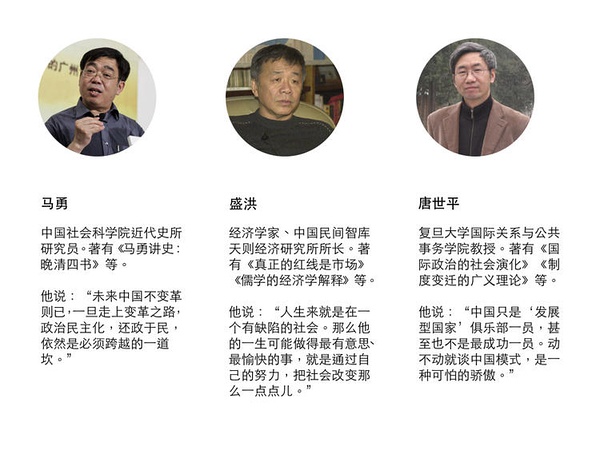 的广州
马勇
中国社会科学院近代史所
研究员。著有《马勇讲史：
晚清四书》等。
他说：“未来中国不变革
则已，一旦走上变革之路，
政治民主化，还政于民，
依然是必须跨越的一道
坎。”
盛洪
经济学家、中国民间智库
天则经济研究所所长。著
有《真正的红线是市场》
《儒学的经济学解释》等。
他说：“人生来就是在一
个有缺陷的社会。那么他
的一生可能做得最有意思、
最愉快的事，就是通过自
己的努力，把社会改变那
么一点点儿。”
唐世平
复旦大学国际关系与公共
事务学院教授。著有《国
际政治的社会演化》《制
度变迁的广义理论》等。
他说：“中国只是‘发展
型国家’俱乐部一员，甚
至也不是最成功一员。动
不动就谈中国模式，是一
种可怕的骄傲。”